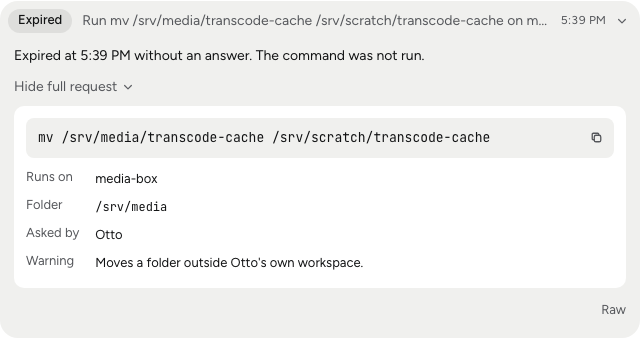 Expired Run mv /srv/media/transcode-cache /srv/scratch/transcode-cache on m... 5:39 PM
Expired at 5:39 PM without an answer. The command was not run.
Hide full request
mv /srv/media/transcode-cache /srv/scratch/transcode-cache
Runs on media-box
Folder /srv/media
Asked by Otto
Warning Moves a folder outside Otto's own workspace.
Raw